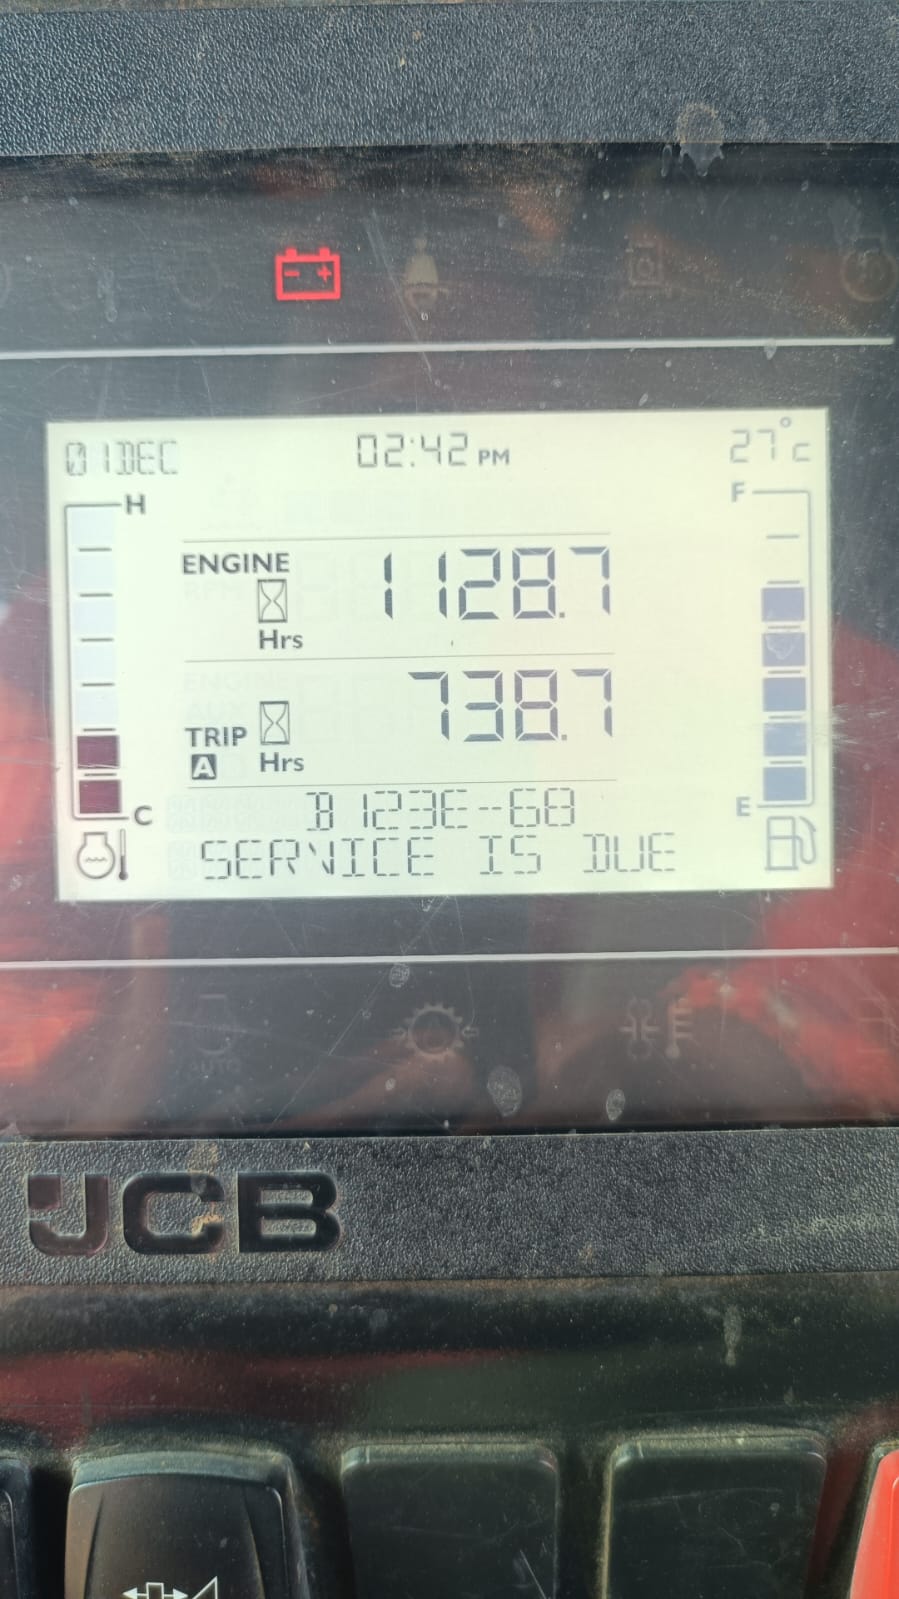 01DEC 02:42 PM 27°C
H F
ENGINE 1128.7
Hrs
738.7
TRIP
A Hrs
C E
B123E-68
SERVICE IS DUE
JCB